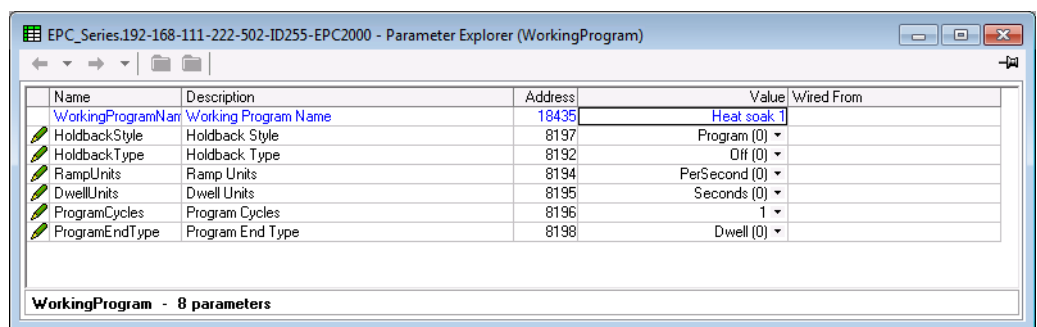 EPC_Series.192-168-111-222-502-ID255-EPC2000 - Parameter Explorer (WorkingProgram)
Name Description Address Value Wired From
WorkingProgramNam Working Program Name 18435 Heat soak 1
HoldbackStyle Holdback Style 8197 Program (0)
HoldbackType Holdback Type 8192 Off (0)
RampUnits Ramp Units 8194 PerSecond (0)
DwellUnits Dwell Units 8195 Seconds (0)
ProgramCycles Program Cycles 8196 1
ProgramEndType Program End Type 8198 Dwell (0)
WorkingProgram - 8 parameters